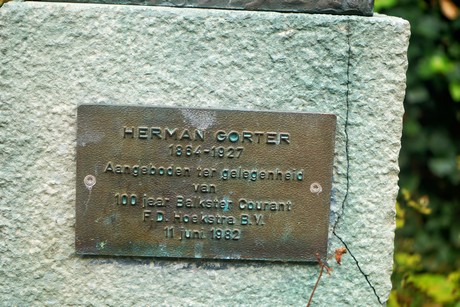 HERMAN GORTER
1864-1927
Aangeboden ter gelegenheid
van
100 jaar Balkster Courant
F.D. Hoekstra B.V.
11 juni 1982